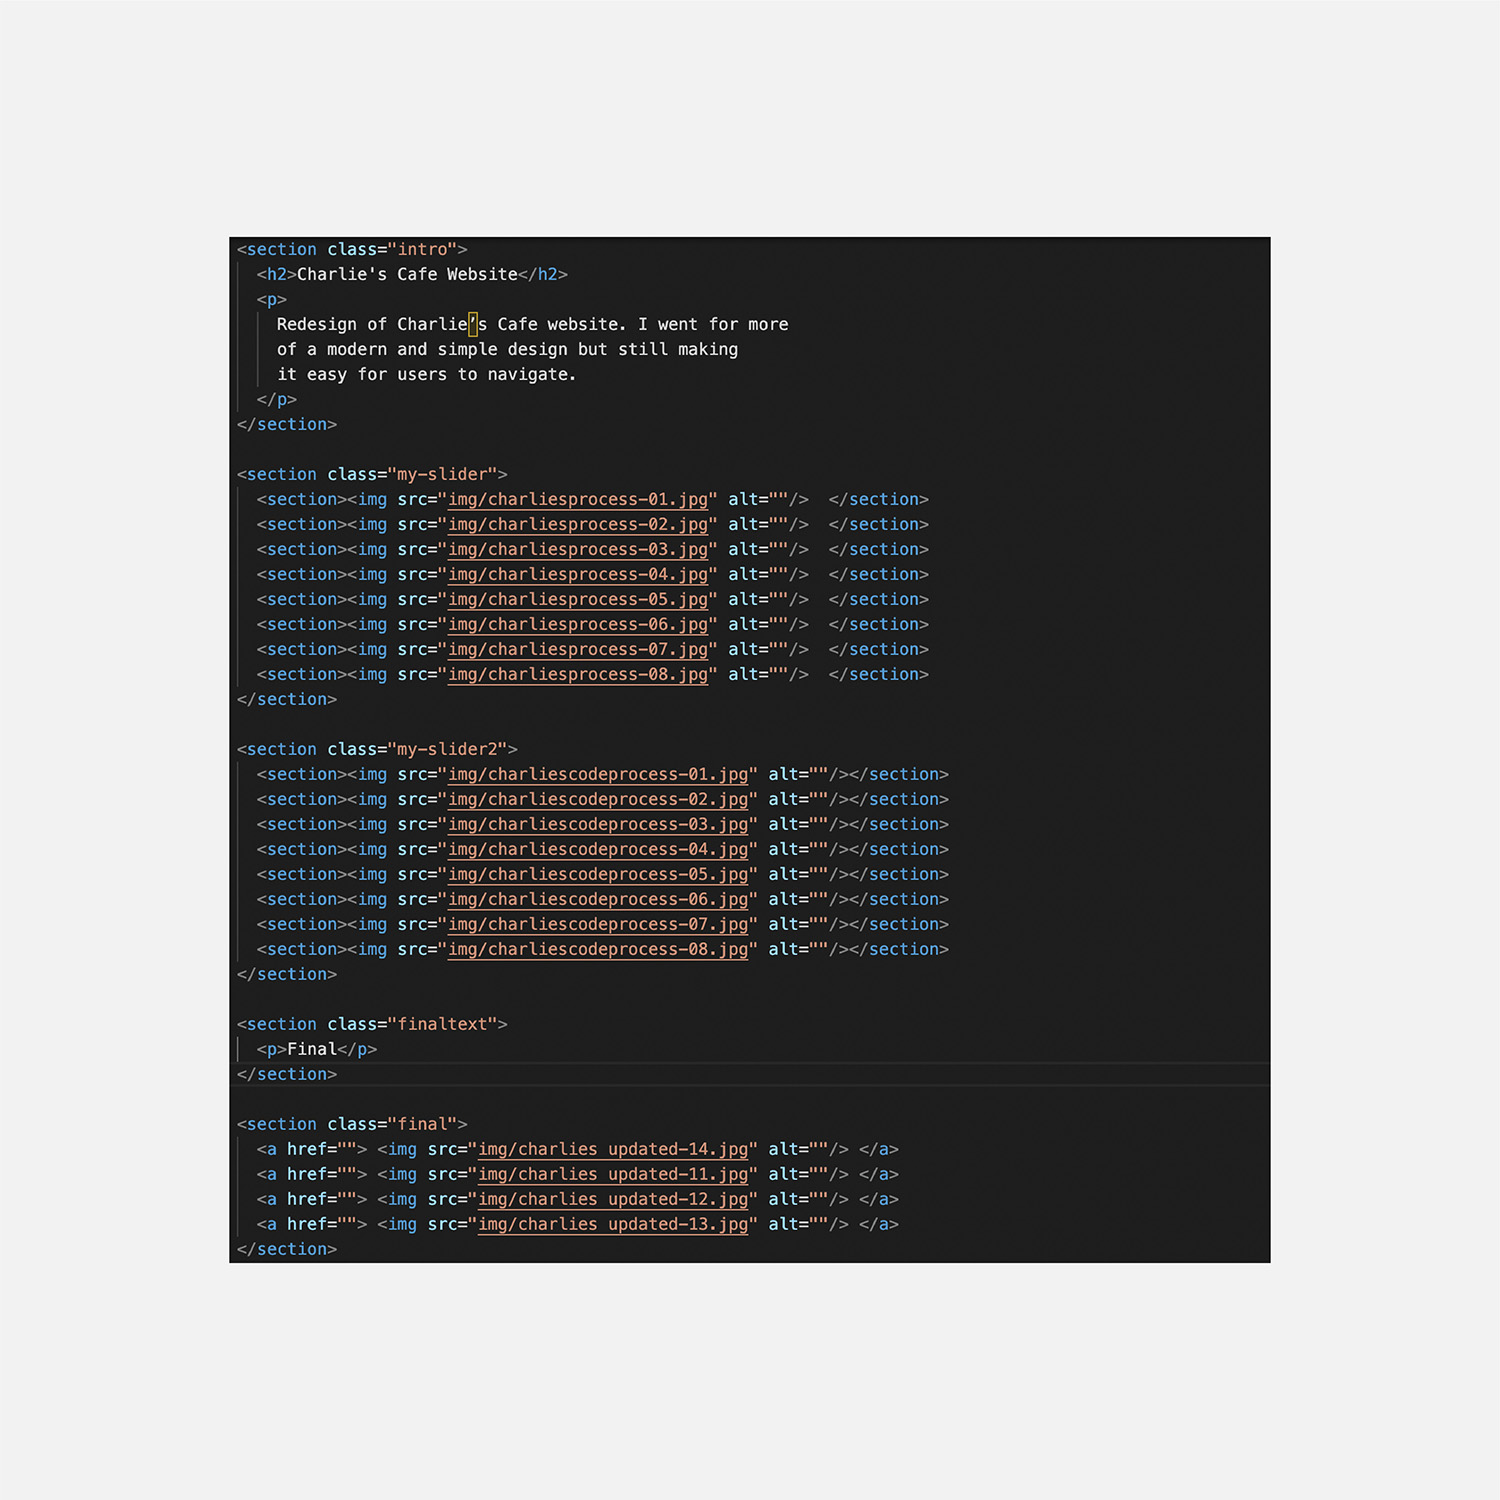 <section class="intro">
<h2>Charlie's Cafe Website</h2>
<p>
Redesign of Charlie’s Cafe website. I went for more
of a modern and simple design but still making
it easy for users to navigate.
</p>
</section>
<section class="my-slider">
<section><img src="img/charliesprocess-01.jpg" alt=""/>  </section>
<section><img src="img/charliesprocess-02.jpg" alt=""/>  </section>
<section><img src="img/charliesprocess-03.jpg" alt=""/>  </section>
<section><img src="img/charliesprocess-04.jpg" alt=""/>  </section>
<section><img src="img/charliesprocess-05.jpg" alt=""/>  </section>
<section><img src="img/charliesprocess-06.jpg" alt=""/>  </section>
<section><img src="img/charliesprocess-07.jpg" alt=""/>  </section>
<section><img src="img/charliesprocess-08.jpg" alt=""/>  </section>
</section>
<section class="my-slider2">
<section><img src="img/charliescodeprocess-01.jpg" alt=""/></section>
<section><img src="img/charliescodeprocess-02.jpg" alt=""/></section>
<section><img src="img/charliescodeprocess-03.jpg" alt=""/></section>
<section><img src="img/charliescodeprocess-04.jpg" alt=""/></section>
<section><img src="img/charliescodeprocess-05.jpg" alt=""/></section>
<section><img src="img/charliescodeprocess-06.jpg" alt=""/></section>
<section><img src="img/charliescodeprocess-07.jpg" alt=""/></section>
<section><img src="img/charliescodeprocess-08.jpg" alt=""/></section>
</section>
<section class="finaltext">
<p>Final</p>
</section>
<section class="final">
<a href=""> <img src="img/charlies updated-14.jpg" alt=""/> </a>
<a href=""> <img src="img/charlies updated-11.jpg" alt=""/> </a>
<a href=""> <img src="img/charlies updated-12.jpg" alt=""/> </a>
<a href=""> <img src="img/charlies updated-13.jpg" alt=""/> </a>
</section>